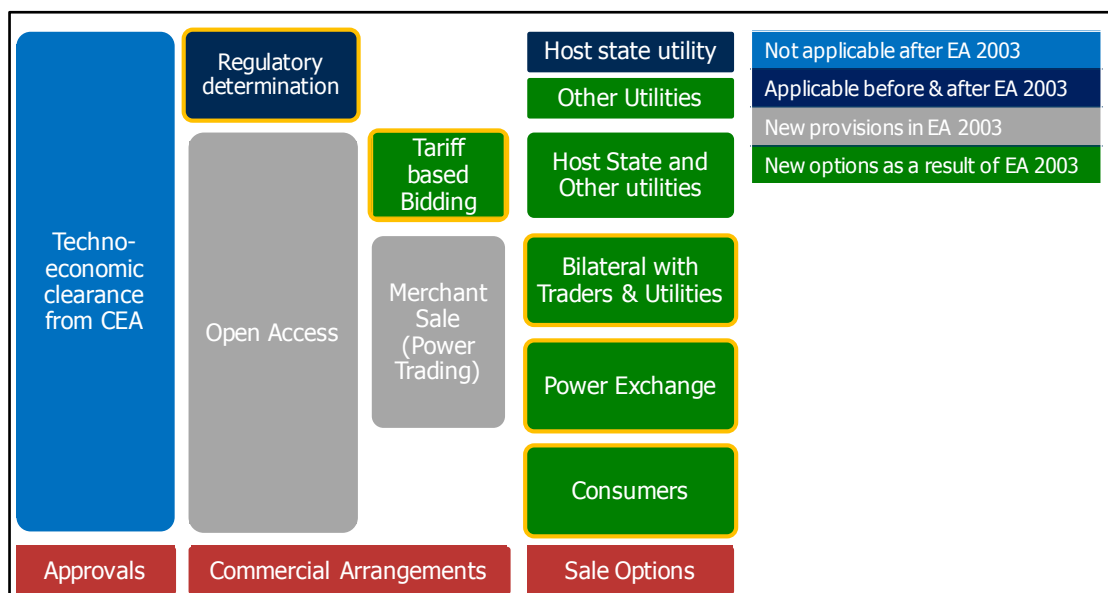 Techno-
economic
clearance
from CEA
Approvals
Regulatory
determination
Open Access
Tariff
based
Bidding
Merchant
Sale
(Power
Trading)
Commercial Arrangements
Host state utility
Other Utilities
Host State and
Other utilities
Bilateral with
Traders & Utilities
Power Exchange
Consumers
Sale Options
Not applicable after EA 2003
Applicable before & after EA 2003
New provisions in EA 2003
New options as a result of EA 2003